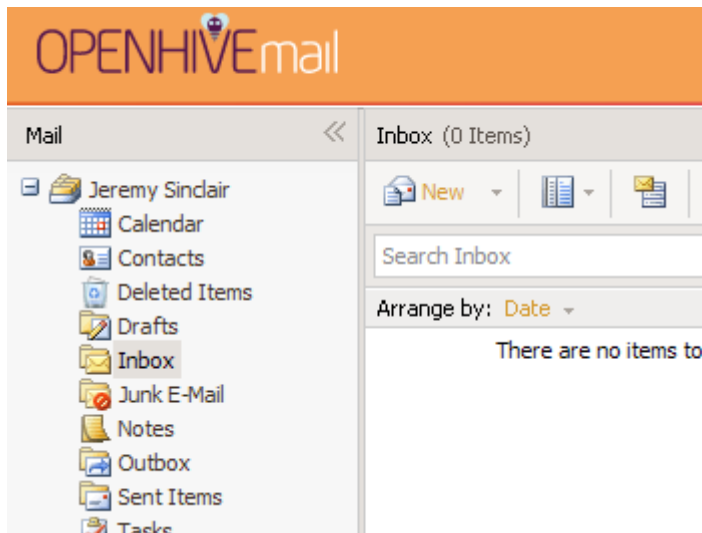 OPENHIVEmail
Mail
Jeremy Sinclair
Calendar
Contacts
Deleted Items
Drafts
Inbox
Junk E-Mail
Notes
Outbox
Sent Items
Tasks
Inbox (0 Items)
New
Search Inbox
Arrange by: Date
There are no items to